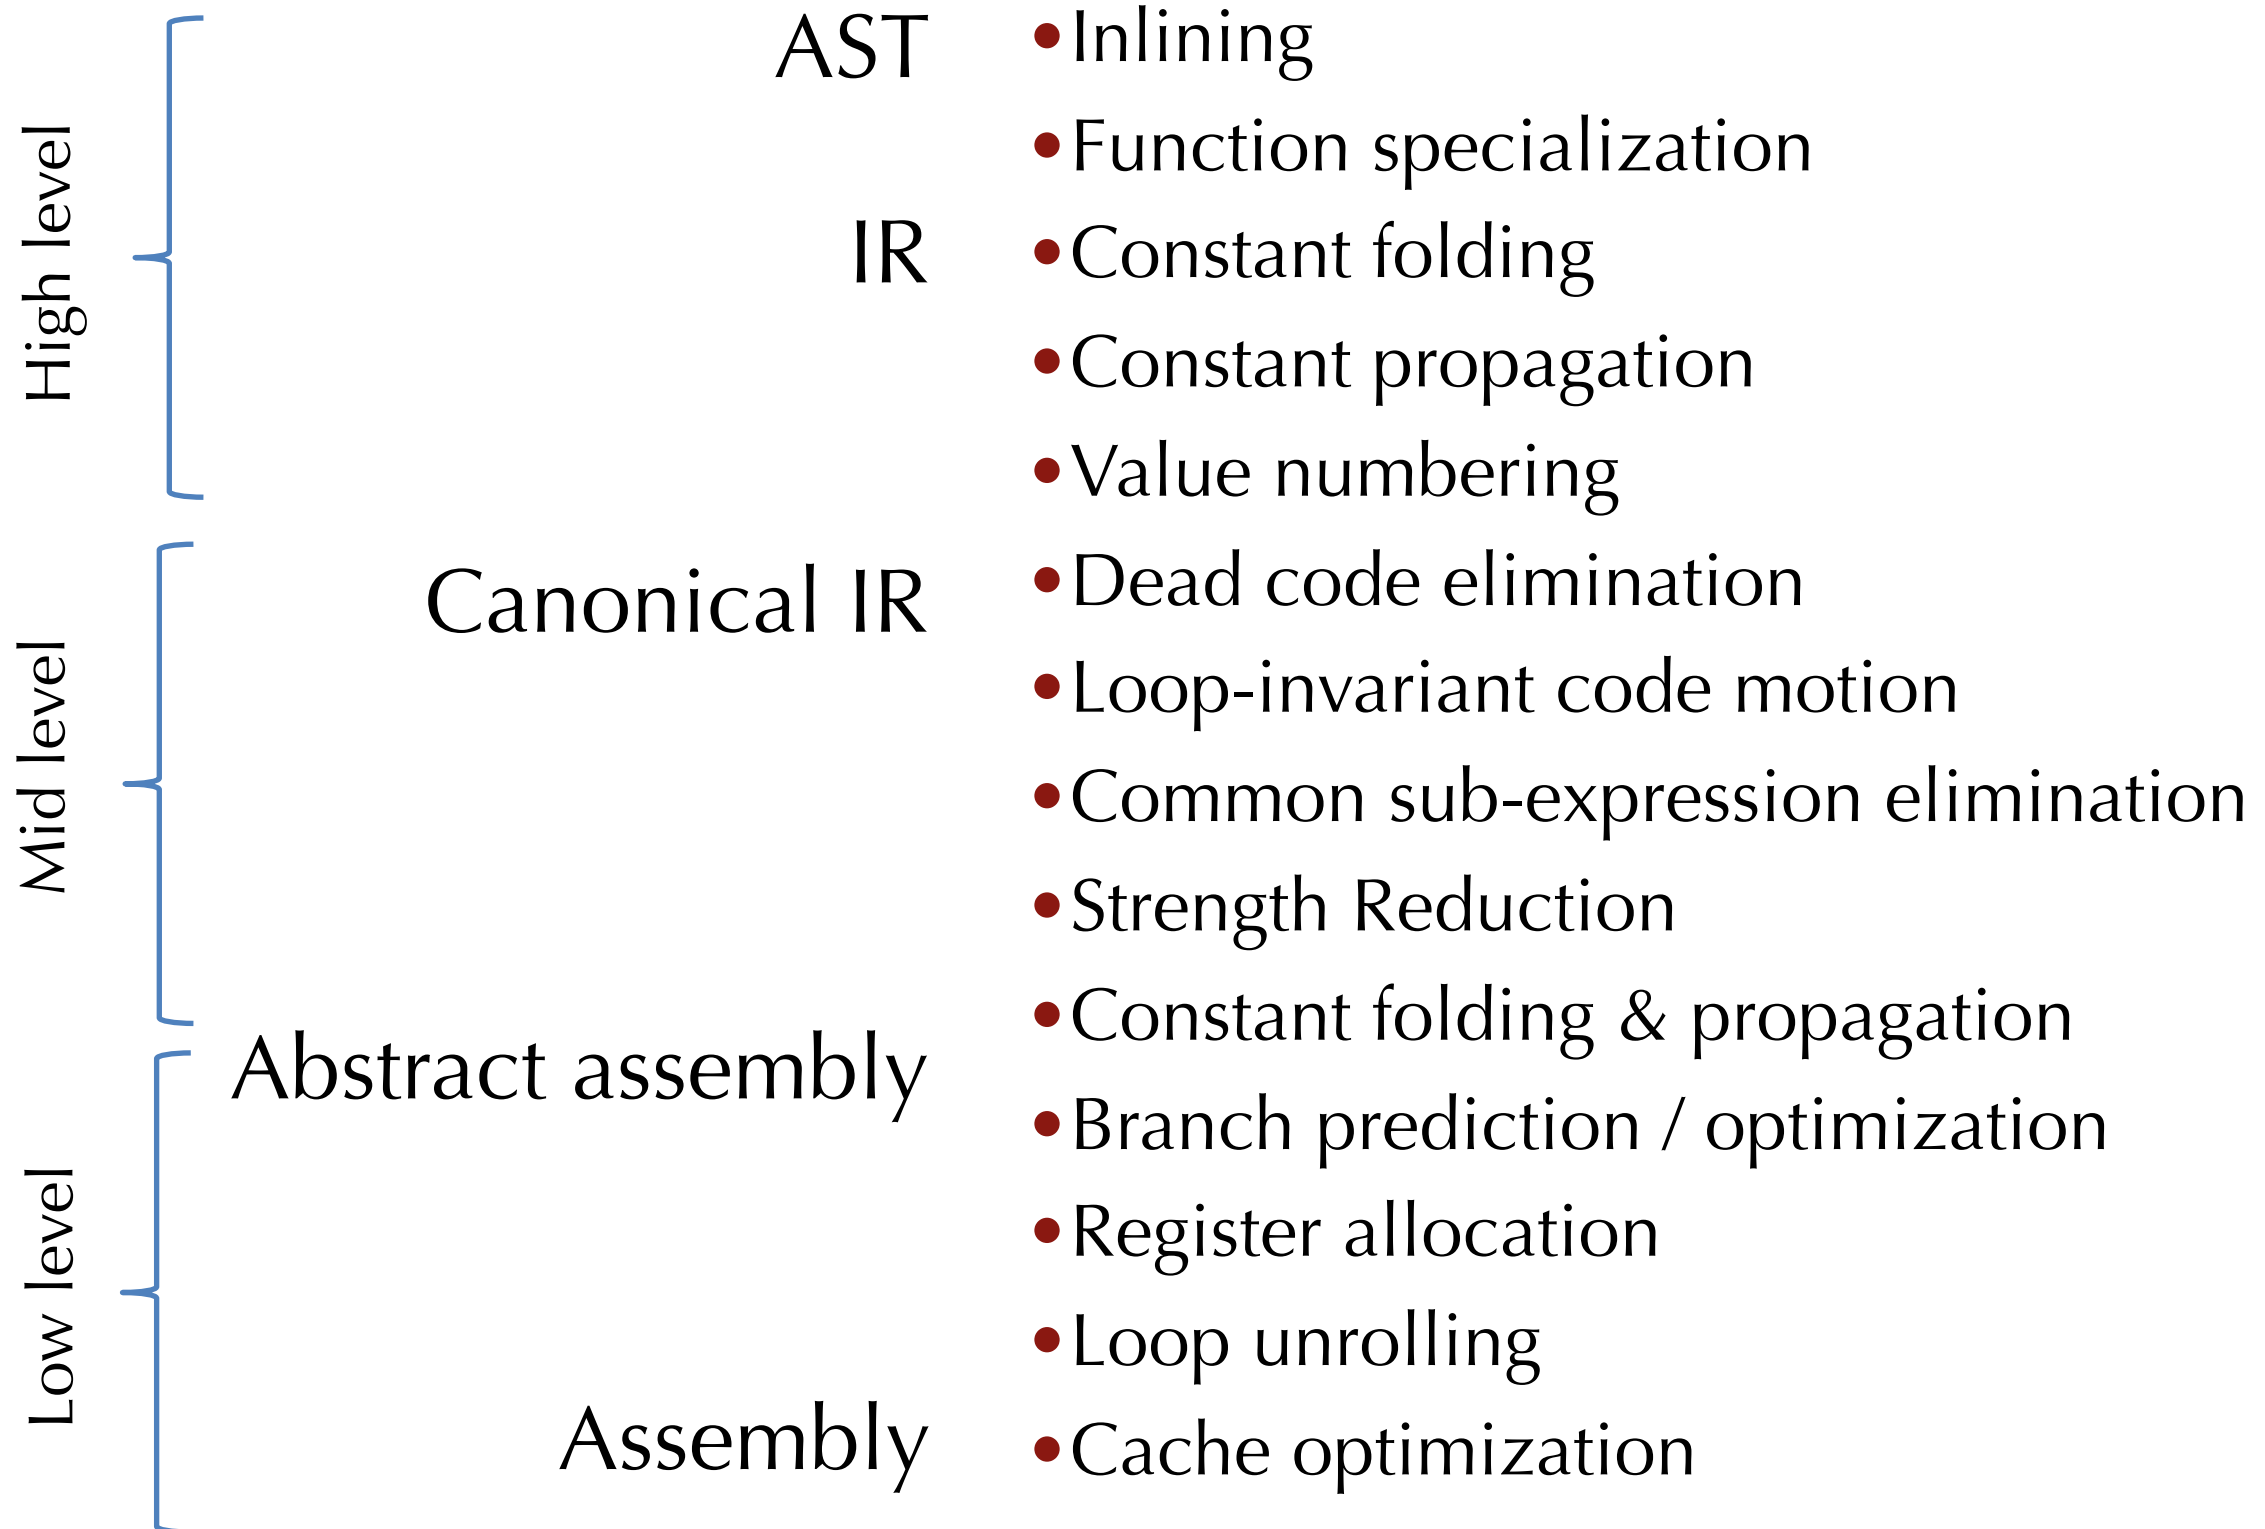 High level
AST
• Inlining
• Function specialization
IR
• Constant folding
• Constant propagation
• Value numbering
Mid level
Canonical IR
• Dead code elimination
• Loop-invariant code motion
• Common sub-expression elimination
• Strength Reduction
• Constant folding & propagation
Low level
Abstract assembly
• Branch prediction / optimization
• Register allocation
• Loop unrolling
Assembly
• Cache optimization